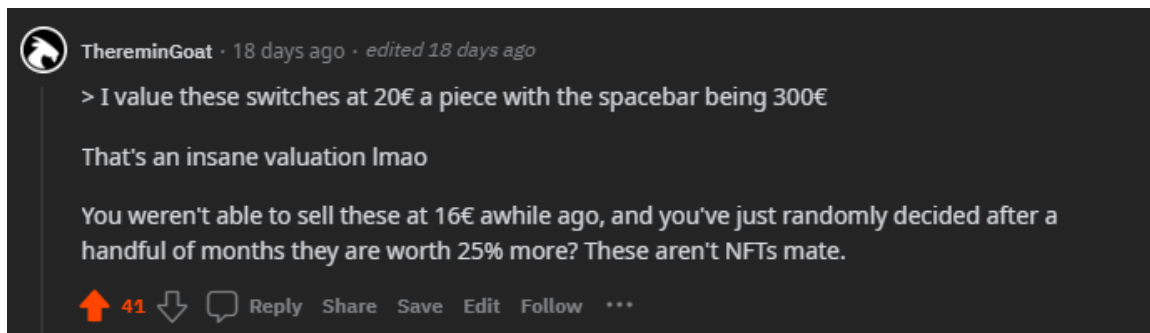 ThereminGoat · 18 days ago · edited 18 days ago
> I value these switches at 20€ a piece with the spacebar being 300€
That's an insane valuation lmao
You weren't able to sell these at 16€ awhile ago, and you've just randomly decided after a
handful of months they are worth 25% more? These aren't NFTs mate.
41 Reply Share Save Edit Follow ···